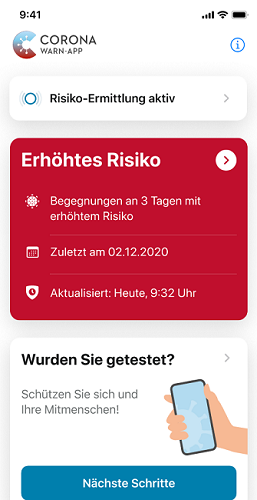 9:41
CORONA
WARN-APP
Risiko-Ermittlung aktiv
Erhöhtes Risiko
Begegnungen an 3 Tagen mit
erhöhtem Risiko
Zuletzt am 02.12.2020
Aktualisiert: Heute, 9:32 Uhr
Wurden Sie getestet?
Schützen Sie sich und
Ihre Mitmenschen!
Nächste Schritte